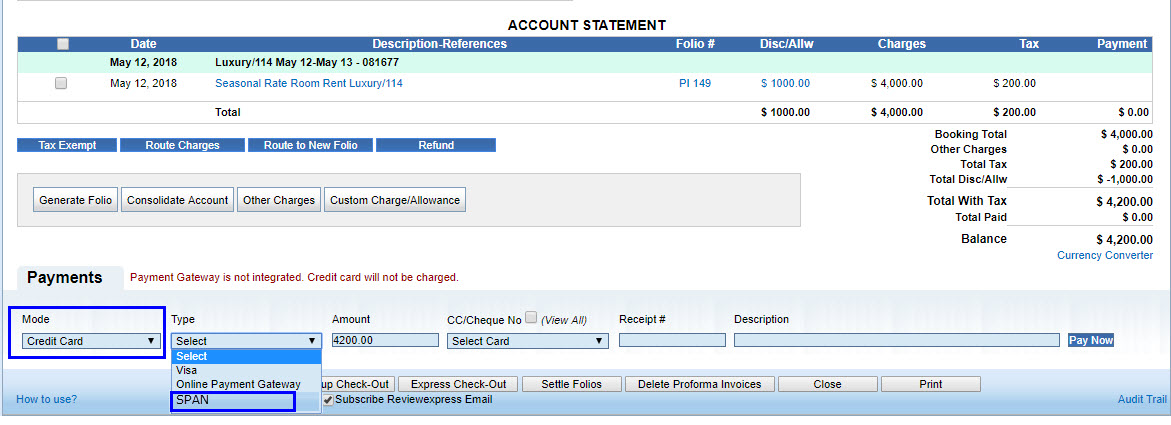 ACCOUNT STATEMENT
Date Description-References Folio # Disc/Allw Charges Tax Payment
May 12, 2018 Luxury/114 May 12-May 13 - 081677
May 12, 2018 Seasonal Rate Room Rent Luxury/114 PI 149 $ 1000.00 $ 4,000.00 $ 200.00
Total $ 1000.00 $ 4,000.00 $ 200.00 $ 0.00
Booking Total $ 4,000.00
Tax Exempt Route Charges Route to New Folio Refund
Other Charges $ 0.00
Total Tax $ 200.00
Total Disc/Allw $ -1,000.00
Generate Folio Consolidate Account Other Charges Custom Charge/Allowance
Total With Tax $ 4,200.00
Total Paid $ 0.00
Balance $ 4,200.00
Currency Converter
Payments Payment Gateway is not integrated. Credit card will not be charged.
Mode Type Amount CC/Cheque No (View All) Receipt # Description
Credit Card Select 4200.00 Select Card Pay Now
Select
Visa
Online Payment Gateway
up Check-Out Express Check-Out Settle Folios Delete Proforma Invoices Close Print
SPAN
How to use? Subscribe Reviewexpress Email Audit Trail